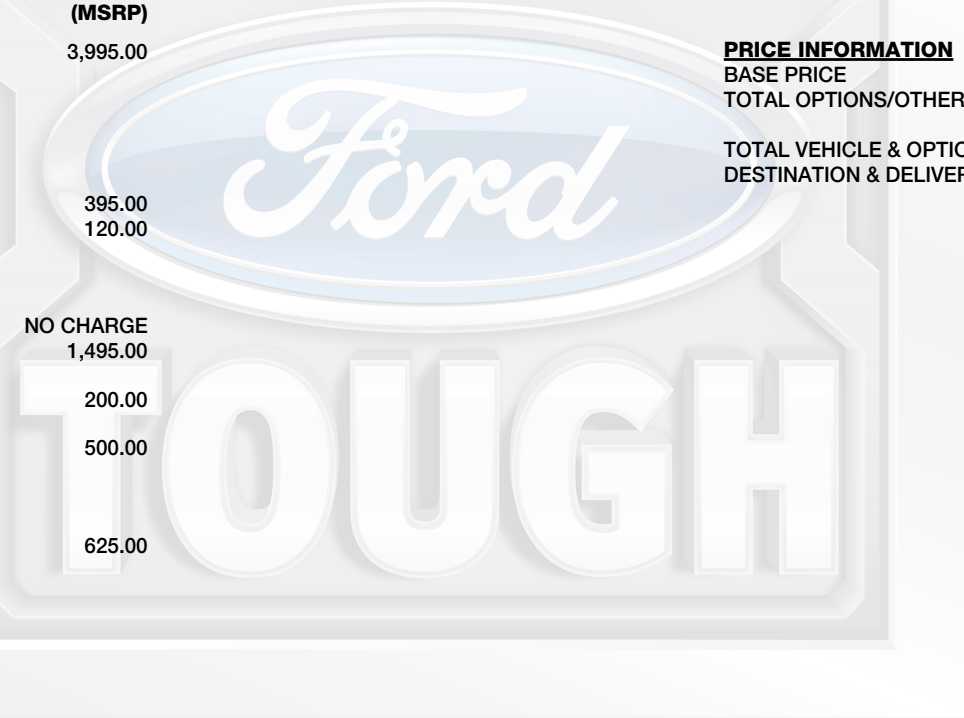 (MSRP)
3,995.00
395.00
120.00
NO CHARGE
1,495.00
200.00
500.00
625.00
PRICE INFORMATION
BASE PRICE
TOTAL OPTIONS/OTHER
TOTAL VEHICLE & OPTIO
DESTINATION & DELIVER
Ford
TOUGH